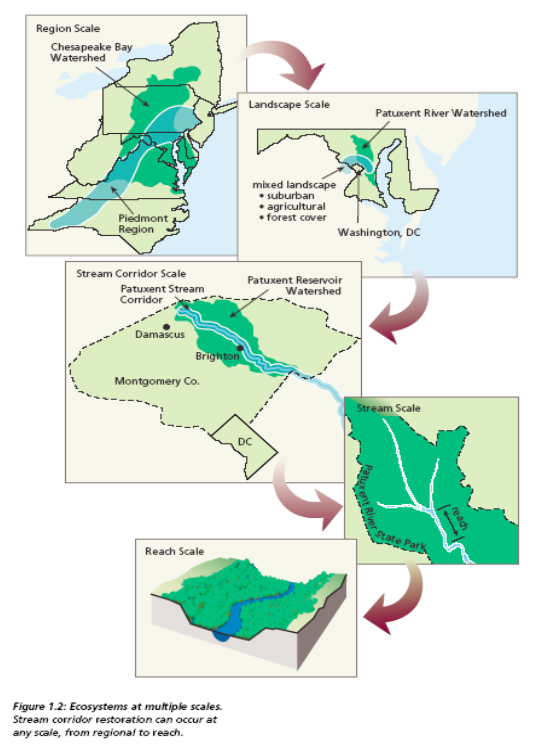 Region Scale
Chesapeake Bay
Watershed
Piedmont
Region
Landscape Scale
Patuxent River Watershed
mixed landscape
• suburban
• agricultural
• forest cover
Washington, DC
Stream Corridor Scale
Patuxent Stream
Corridor
Patuxent Reservoir
Watershed
Damascus
Brighton
Montgomery Co.
DC
Stream Scale
reach
Patuxent River State Park
Reach Scale
Figure 1.2: Ecosystems at multiple scales.
Stream corridor restoration can occur at
any scale, from regional to reach.